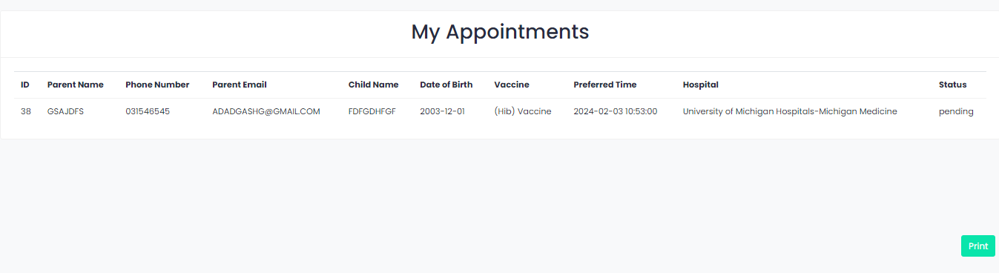 My Appointments
ID Parent Name Phone Number Parent Email Child Name Date of Birth Vaccine Preferred Time Hospital Status
38 GSAJDFS 031546545 ADADGASHG@GMAIL.COM FDFGDHFGF 2003-12-01 (Hib) Vaccine 2024-02-03 10:53:00 University of Michigan Hospitals-Michigan Medicine pending
Print